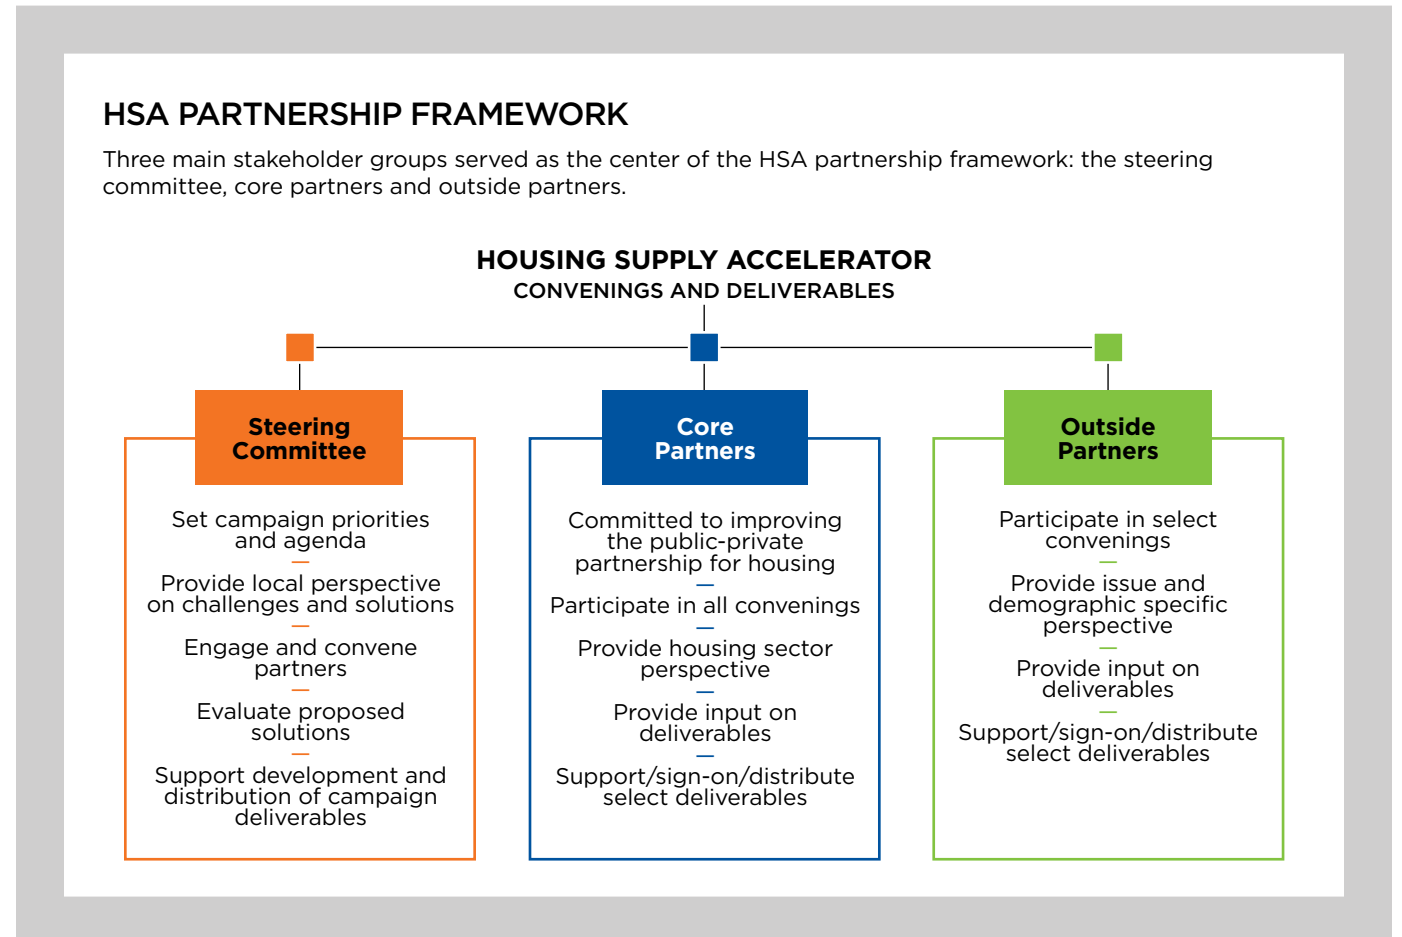 HSA PARTNERSHIP FRAMEWORK
Three main stakeholder groups served as the center of the HSA partnership framework: the steering
committee, core partners and outside partners.
HOUSING SUPPLY ACCELERATOR
CONVENINGS AND DELIVERABLES
Steering
Committee
Set campaign priorities
and agenda
—
Provide local perspective
on challenges and solutions
—
Engage and convene
partners
—
Evaluate proposed
solutions
—
Support development and
distribution of campaign
deliverables
Core
Partners
Committed to improving
the public-private
partnership for housing
—
Participate in all convenings
—
Provide housing sector
perspective
—
Provide input on
deliverables
—
Support/sign-on/distribute
select deliverables
Outside
Partners
Participate in select
convenings
—
Provide issue and
demographic specific
perspective
—
Provide input on
deliverables
—
Support/sign-on/distribute
select deliverables